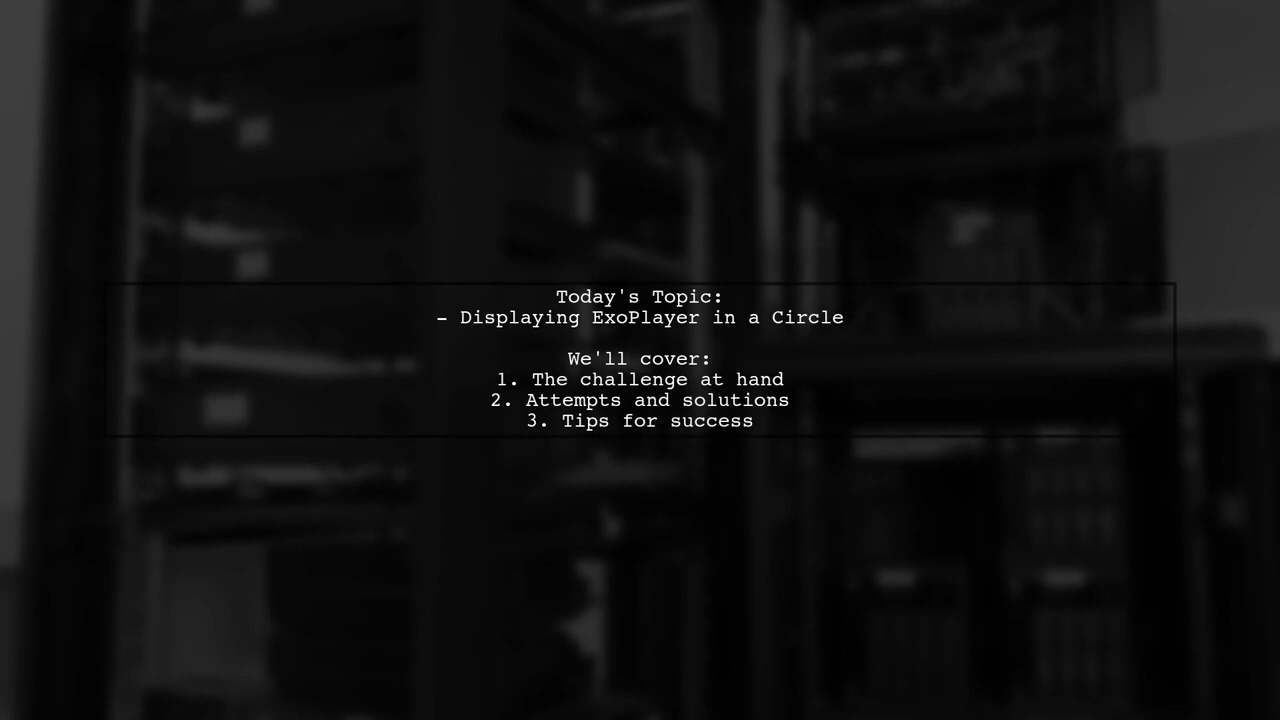 Today's Topic:
- Displaying ExoPlayer in a Circle
We'll cover:
1. The challenge at hand
2. Attempts and solutions
3. Tips for success